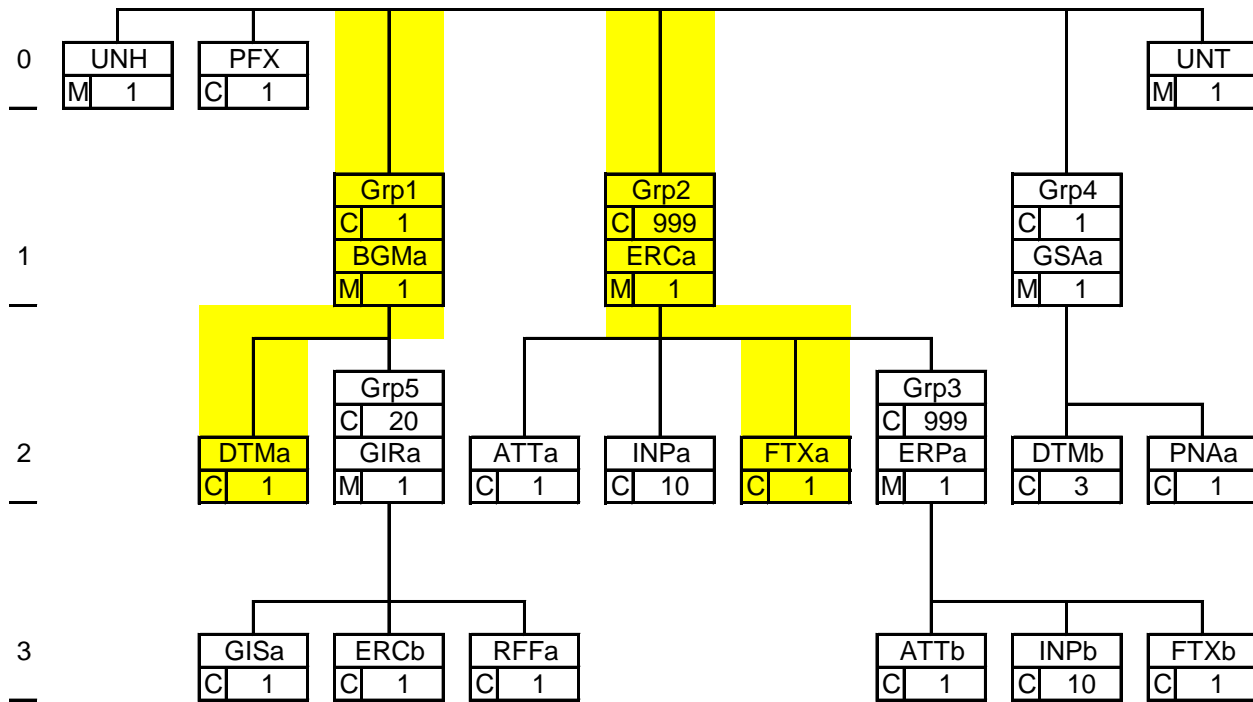 0
UNH
M 1
PFX
C 1
UNT
M 1
1
Grp1
C 1
BGMa
M 1
Grp2
C 999
ERCa
M 1
Grp4
C 1
GSAa
M 1
2
DTMa
C 1
Grp5
C 20
GIRa
M 1
ATTa
C 1
INPa
C 10
FTXa
C 1
Grp3
C 999
ERPa
M 1
DTMb
C 3
PNAa
C 1
3
GISa
C 1
ERCb
C 1
RFFa
C 1
ATTb
C 1
INPb
C 10
FTXb
C 1